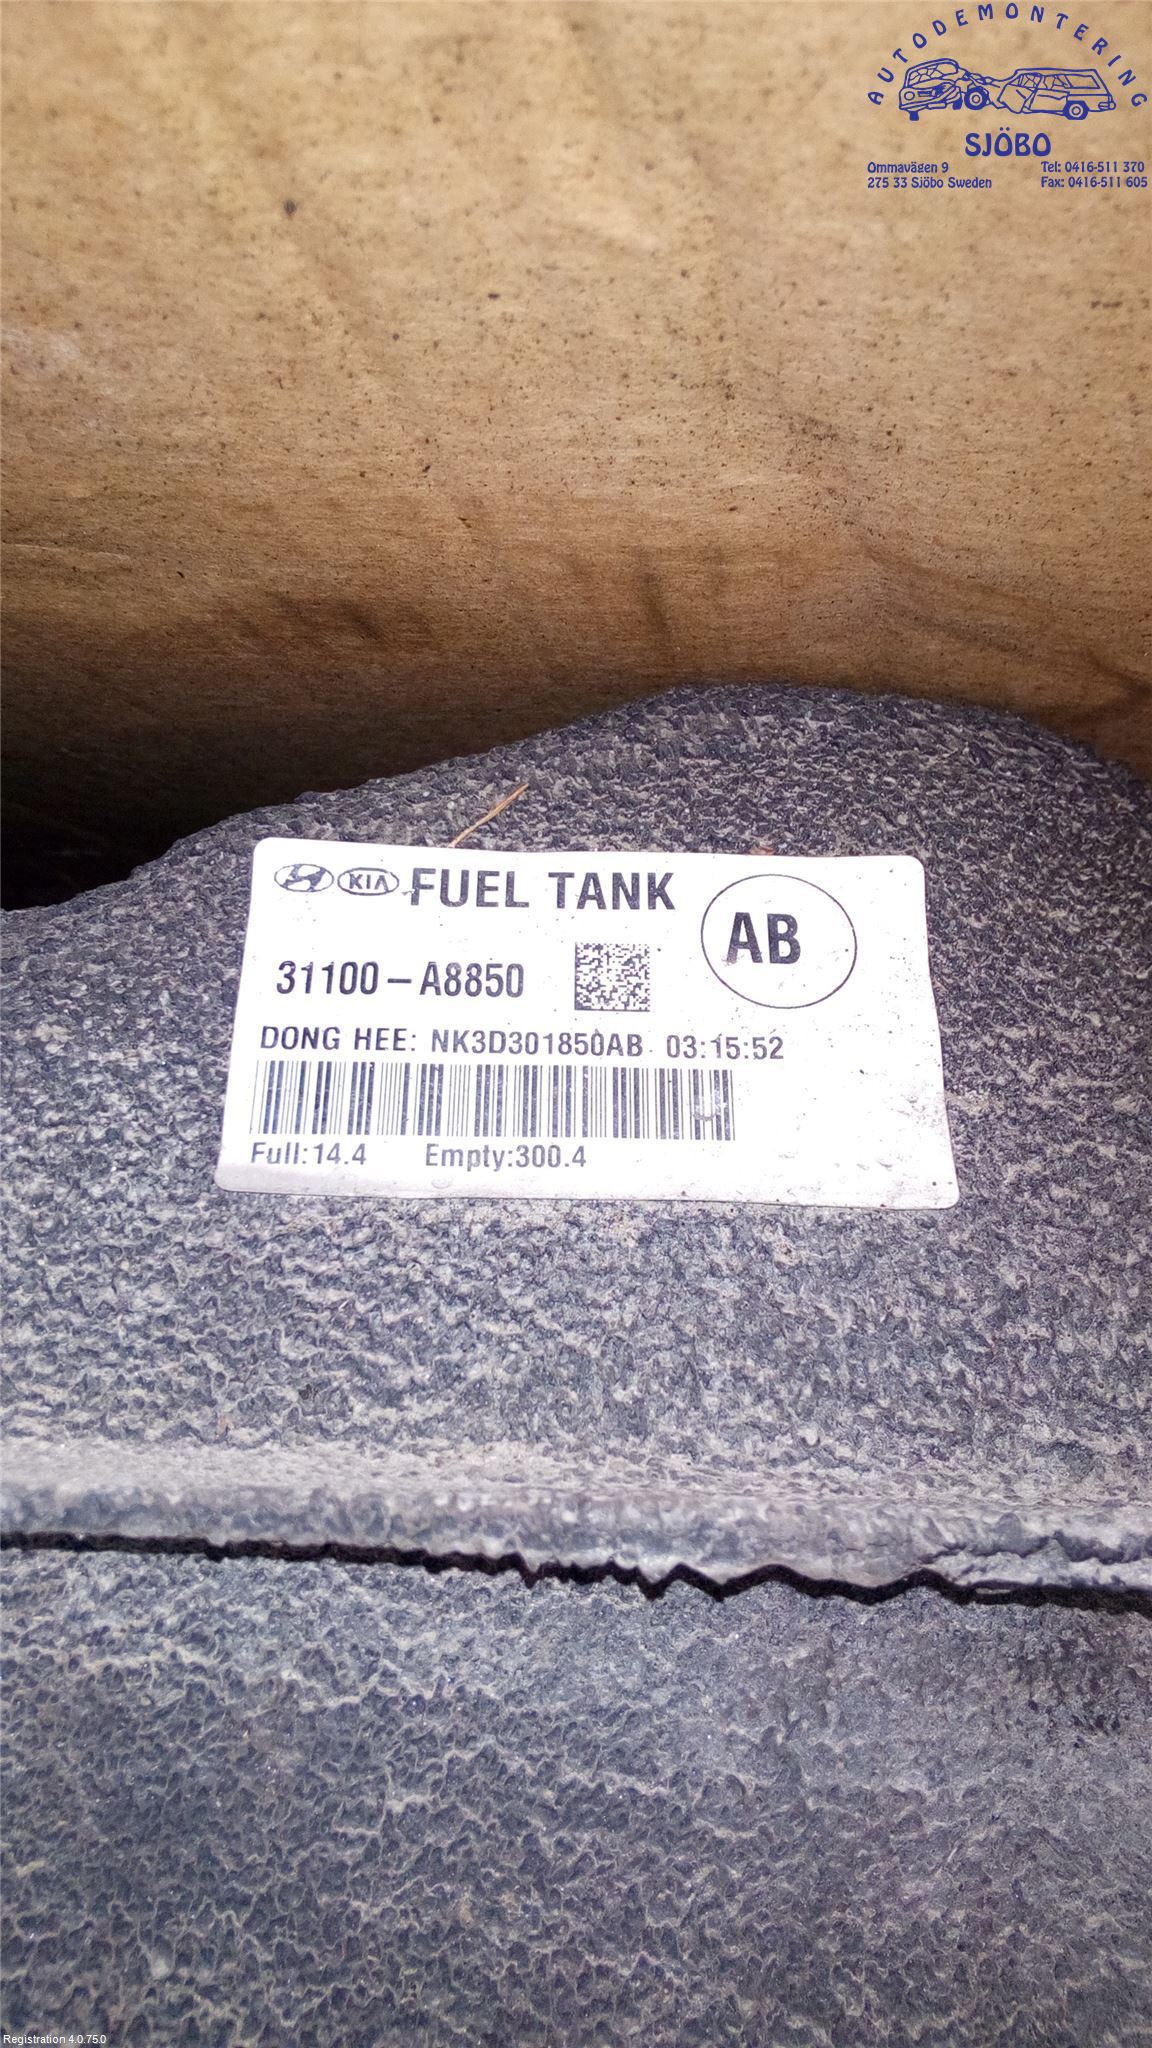 AUTODEMONTERING
SJÖBO
Ommavägen 9 Tel: 0416-511 370
275 33 Sjöbo Sweden Fax: 0416-511 605
KIA FUEL TANK
AB
31100-A8850
DONG HEE: NK3D301850AB 03:15:52
Full:14.4 Empty:300.4
Registration 4.0.75.0